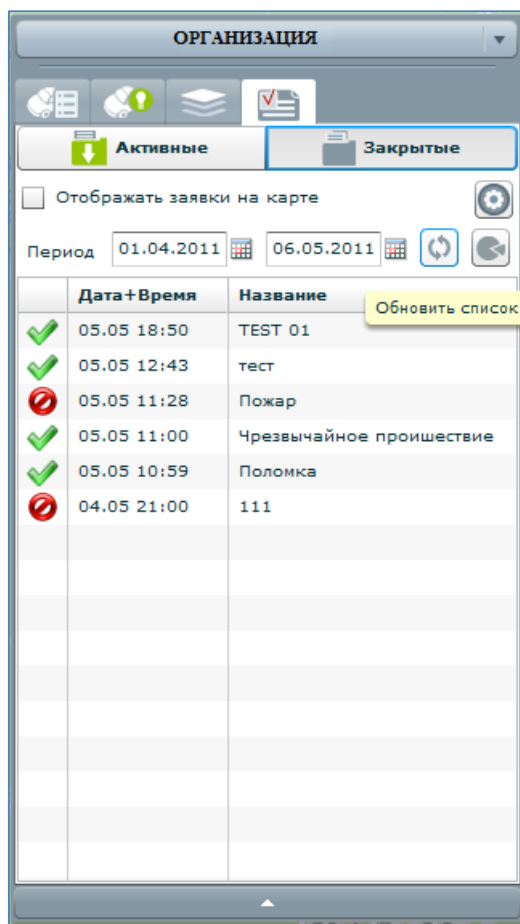 ОРГАНИЗАЦИЯ
Активные Закрытые
Отображать заявки на карте
Период 01.04.2011 06.05.2011
Дата+Время Название
Обновить список
05.05 18:50 TEST 01
05.05 12:43 тест
05.05 11:28 Пожар
05.05 11:00 Чрезвычайное проишествие
05.05 10:59 Поломка
04.05 21:00 111